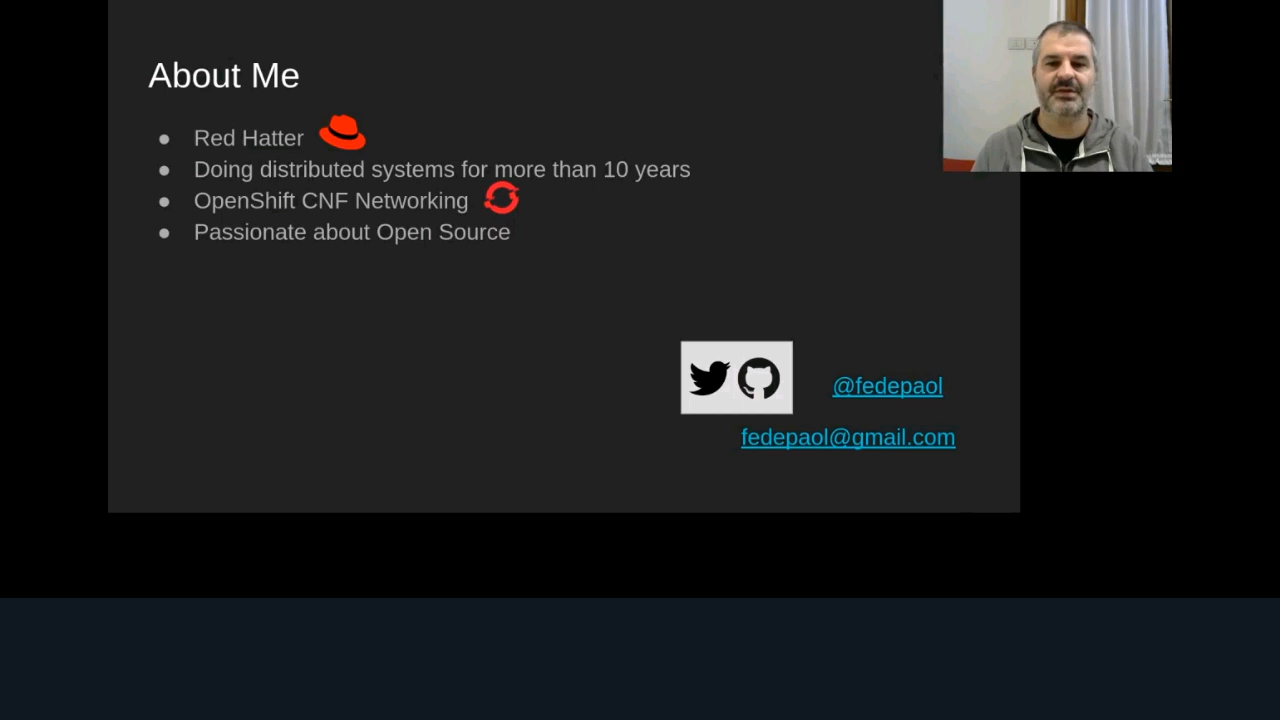 About Me
● Red Hatter
● Doing distributed systems for more than 10 years
● OpenShift CNF Networking
● Passionate about Open Source
@fedepaol
fedepaol@gmail.com